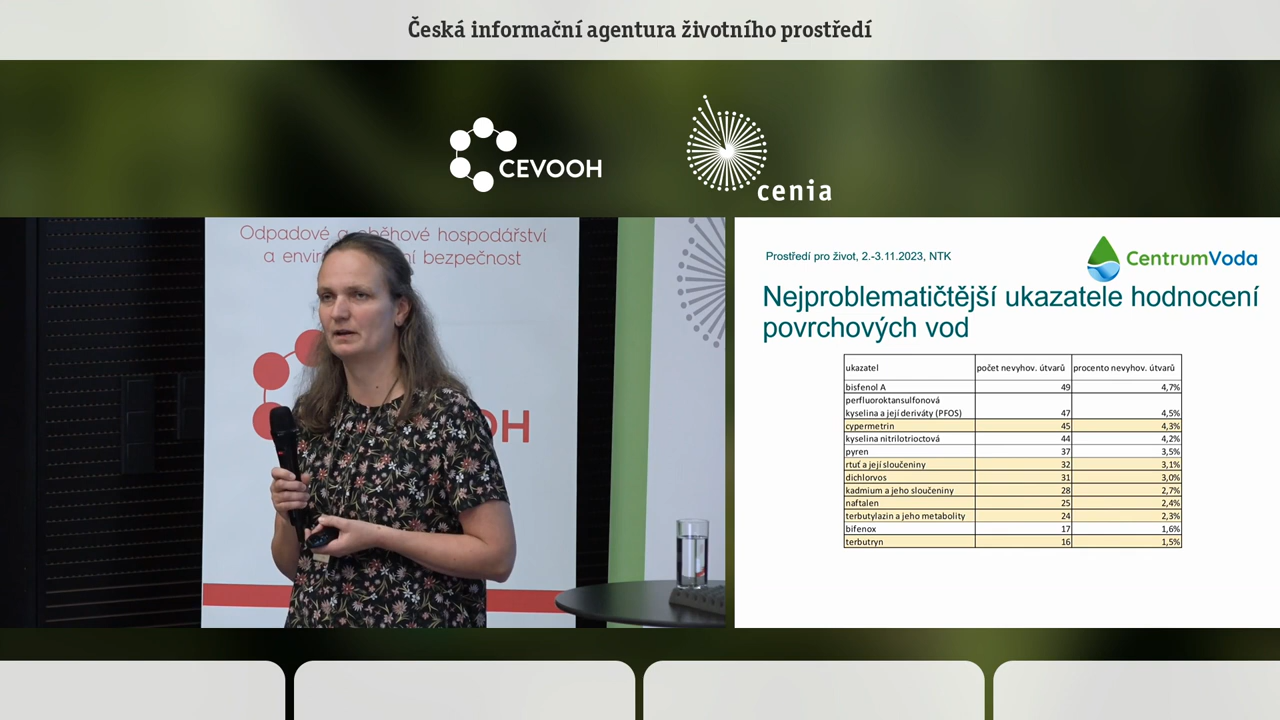 Česká informační agentura životního prostředí
CEVOOH
cenia
Odpadové a oběhové hospodářství
a envir ní bezpečnost
OH
Prostředí pro život, 2.-3.11.2023, NTK
CentrumVoda
Nejproblematičtější ukazatele hodnocení
povrchových vod
ukazatel počet nevyhov. útvarů procento nevyhov. útvarů
bisfenol A 49 4,7%
perfluoroktansulfonová
kyselina a její deriváty (PFOS) 47 4,5%
cypermetrin 45 4,3%
kyselina nitrilotrioctová 44 4,2%
pyren 37 3,5%
rtuť a její sloučeniny 32 3,1%
dichlorvos 31 3,0%
kadmium a jeho sloučeniny 28 2,7%
naftalen 25 2,4%
terbutylazin a jeho metabolity 24 2,3%
bifenox 17 1,6%
terbutryn 16 1,5%